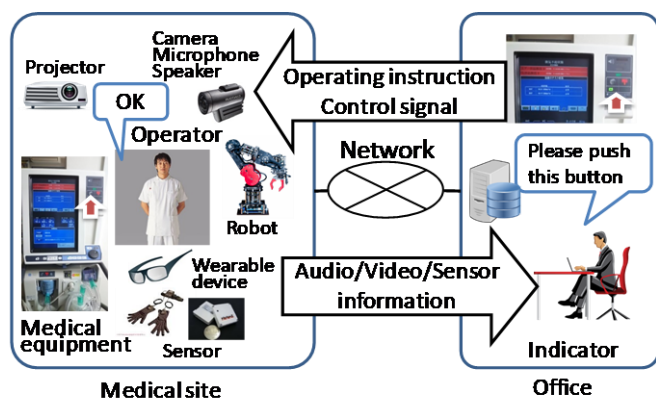 Camera
Microphone
Speaker
Projector
OK
Operator
Robot
Wearable
device
Sensor
Medical
equipment
Medical site
Operating instruction
Control signal
Network
Audio/Video/Sensor
information
Please push
this button
Indicator
Office